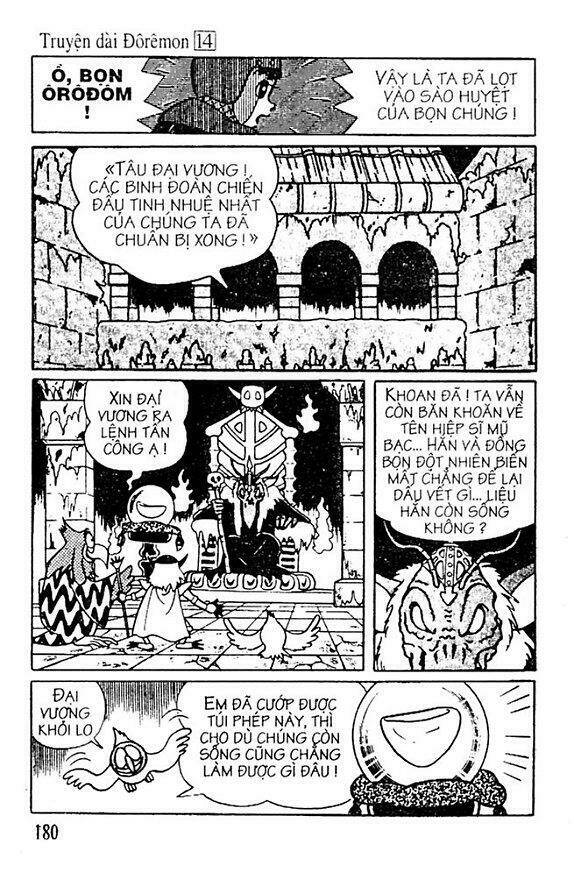 Truyện dài Đôrêmon 14
Ồ, BỌN
ÔRÔĐÔM
!
VẬY LÀ TA ĐÃ LỌT
VÀO SÀO HUYỆT
CỦA BỌN CHÚNG !
«TÂU ĐẠI VƯƠNG !
CÁC BINH ĐOÀN CHIẾN
ĐẤU TINH NHUỆ NHẤT
CỦA CHÚNG TA ĐÃ
CHUẨN BỊ XONG !»
XIN ĐẠI
VƯƠNG RA
LỆNH TẤN
CÔNG Ạ !
KHOAN ĐÃ ! TA VẪN
CÒN BĂN KHOĂN VỀ
TÊN HIỆP SĨ MŨ
BẠC... HẮN VÀ ĐỒNG
BỌN ĐỘT NHIÊN BIẾN
MẤT CHẲNG ĐỂ LẠI
DẤU VẾT GÌ... LIỆU
HẮN CÒN SỐNG
KHÔNG ?
ĐẠI
VƯƠNG
KHỎI LO
EM ĐÃ CƯỚP ĐƯỢC
TÚI PHÉP NÀY, THÌ
CHO DÙ CHÚNG CÒN
SỐNG CŨNG CHẲNG
LÀM ĐƯỢC GÌ ĐÂU !
180